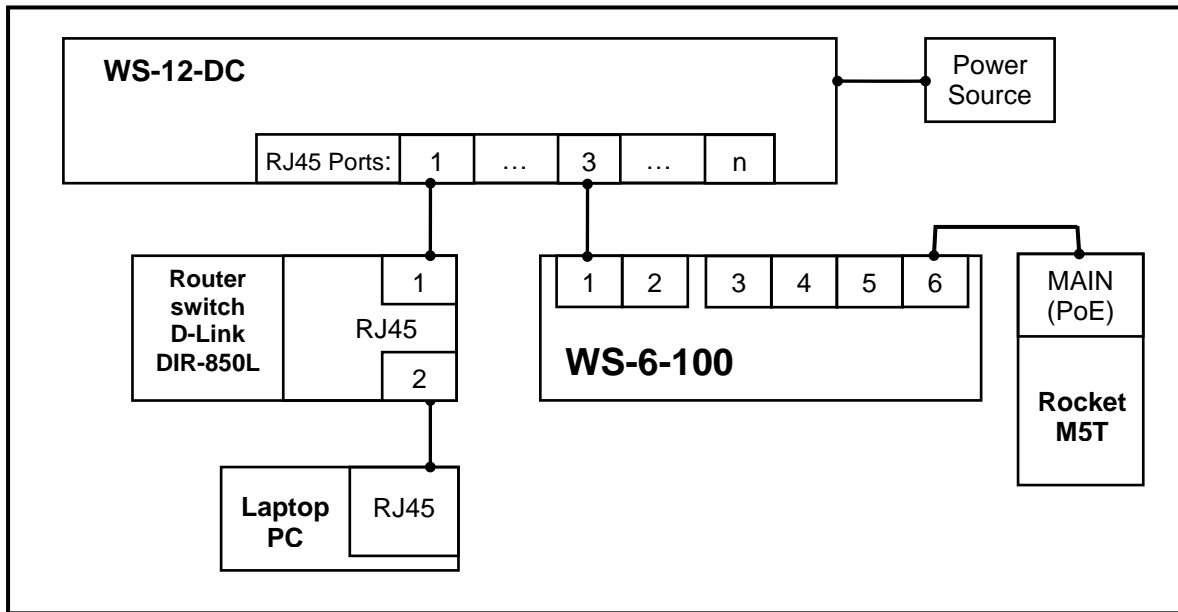 WS-12-DC
Power
Source
RJ45 Ports: 1 … 3 … n
Router
switch
D-Link
DIR-850L
1
RJ45
2
1 2 3 4 5 6
WS-6-100
MAIN
(PoE)
Rocket
M5T
Laptop
PC
RJ45